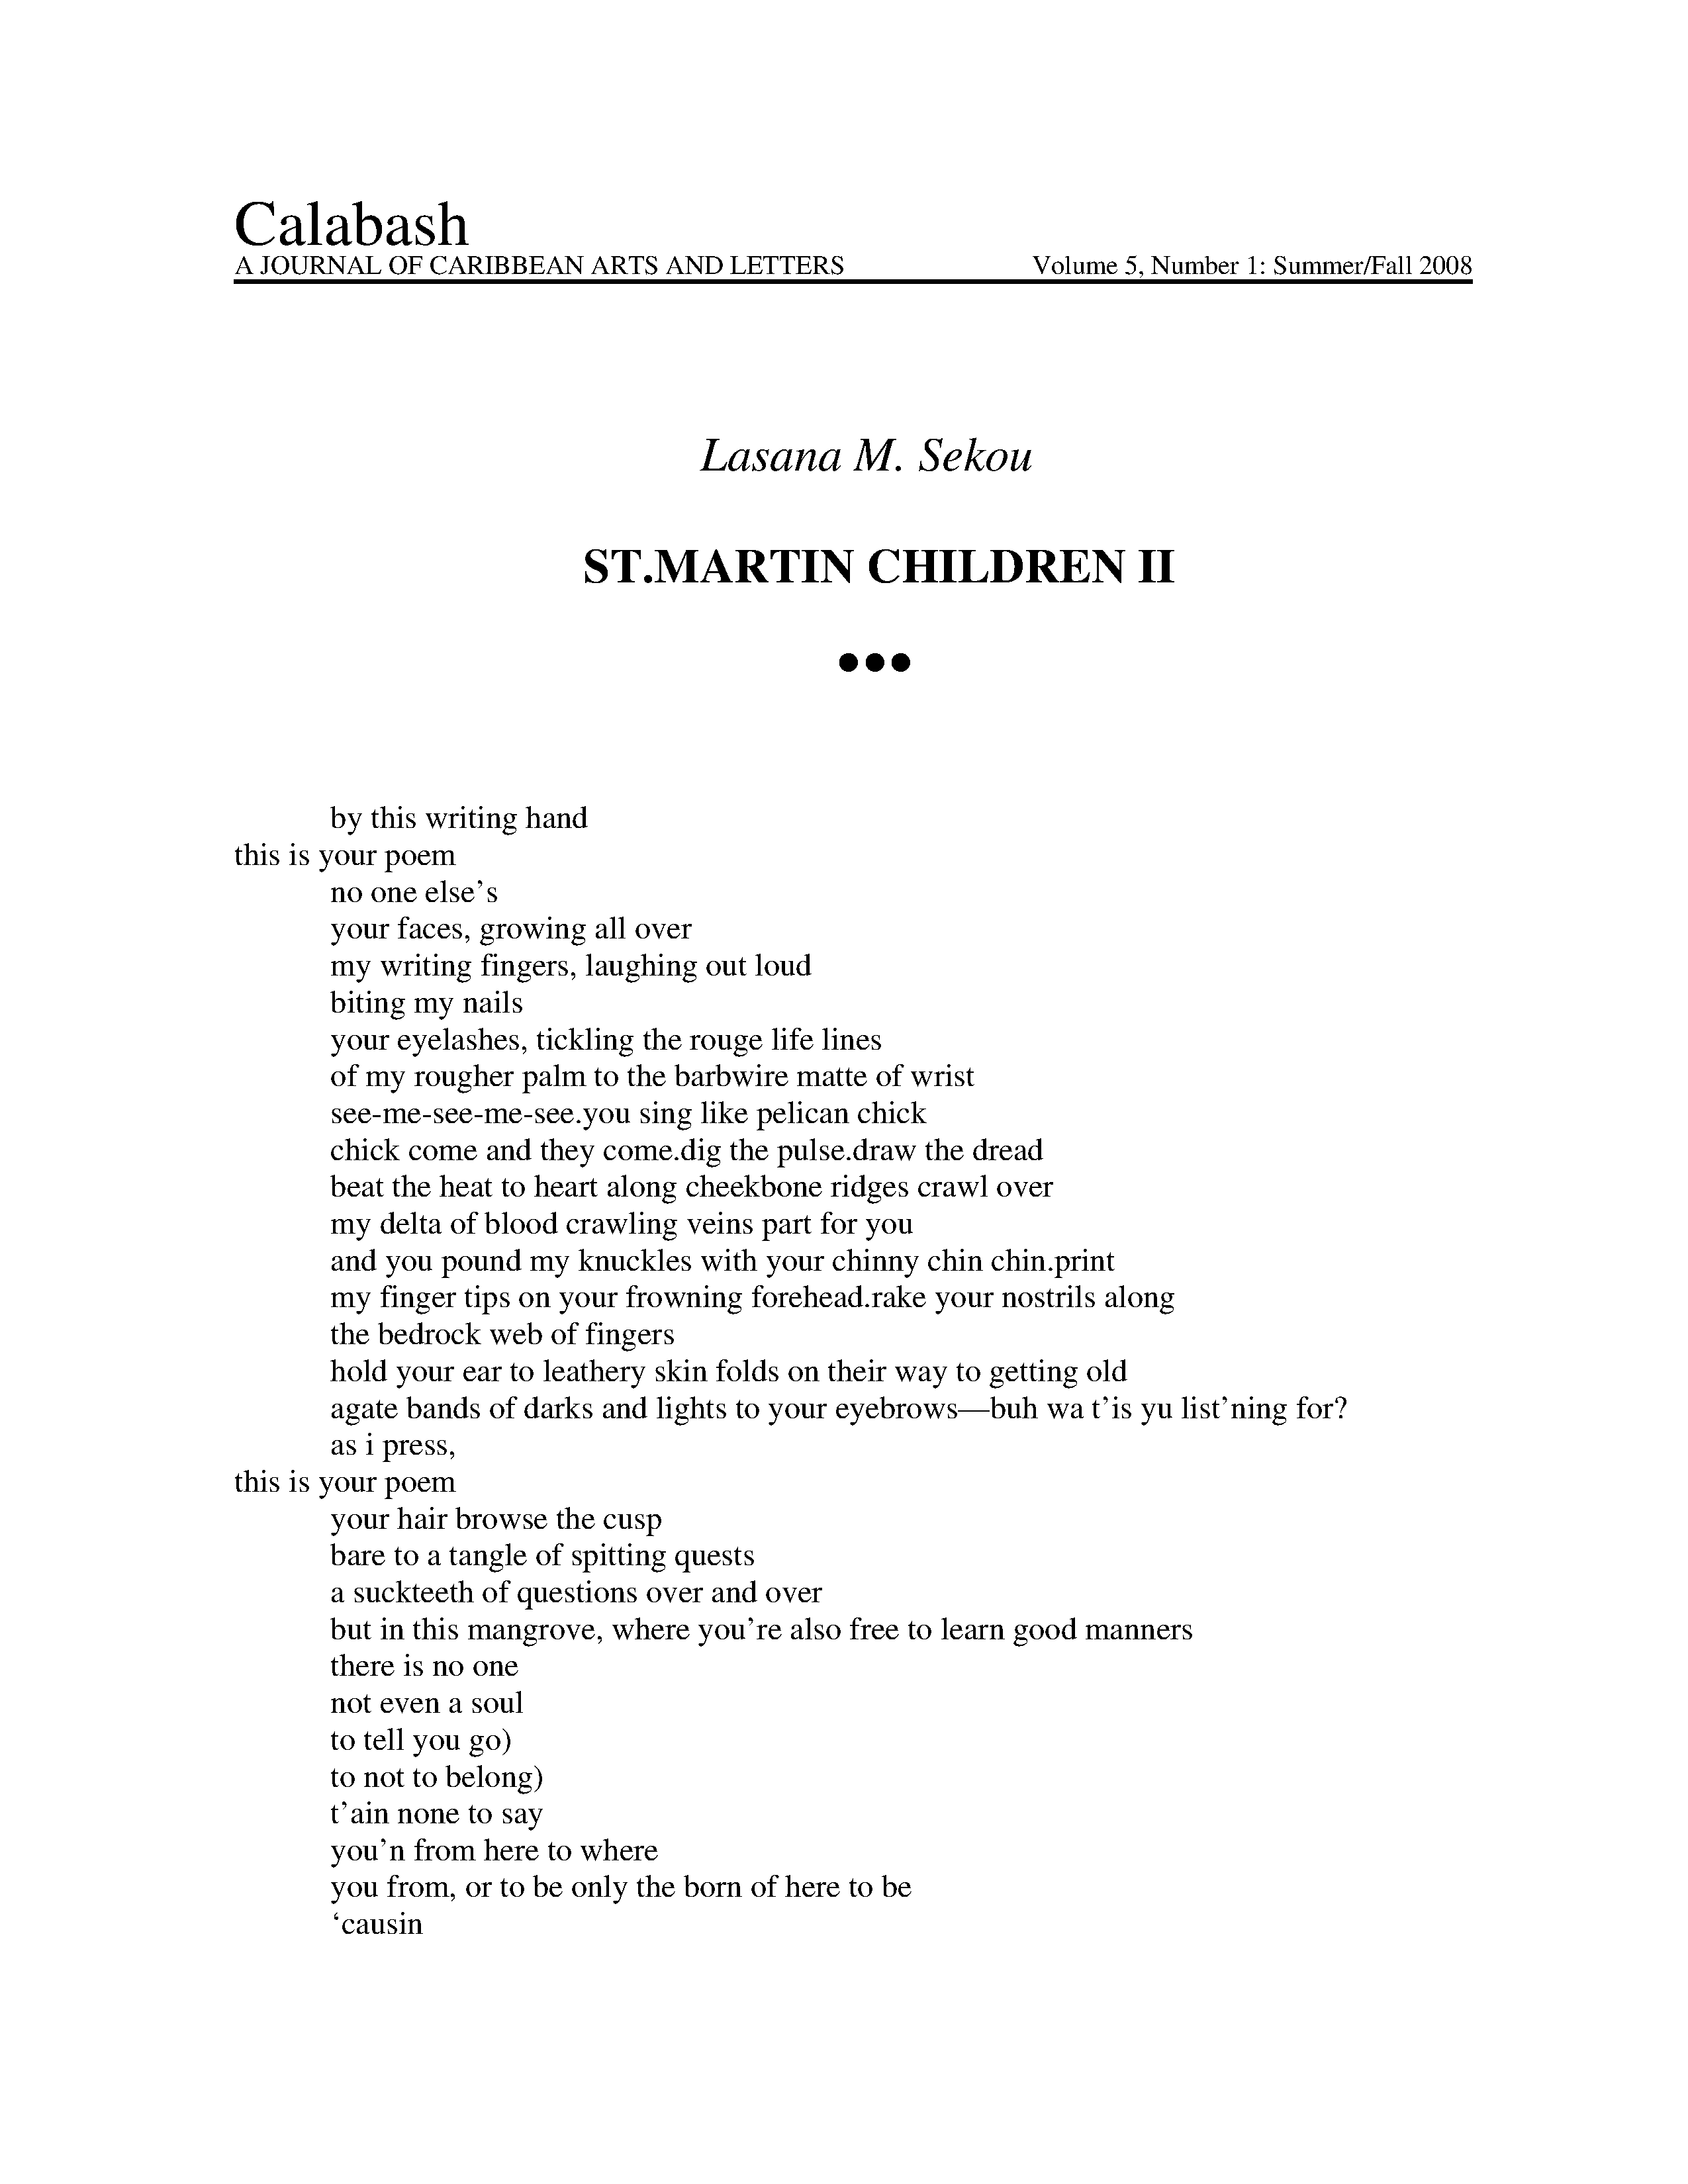 Calabash
A JOURNAL OF CARIBBEAN ARTS AND LETTERS Volume 5, Number 1: Summer/Fall 2008
Lasana M. Sekou
ST.MARTIN CHILDREN II
●●●
by this writing hand
this is your poem
no one else’s
your faces, growing all over
my writing fingers, laughing out loud
biting my nails
your eyelashes, tickling the rouge life lines
of my rougher palm to the barbwire matte of wrist
see-me-see-me-see.you sing like pelican chick
chick come and they come.dig the pulse.draw the dread
beat the heat to heart along cheekbone ridges crawl over
my delta of blood crawling veins part for you
and you pound my knuckles with your chinny chin chin.print
my finger tips on your frowning forehead.rake your nostrils along
the bedrock web of fingers
hold your ear to leathery skin folds on their way to getting old
agate bands of darks and lights to your eyebrows—buh wa t’is yu list’ning for?
as i press,
this is your poem
your hair browse the cusp
bare to a tangle of spitting quests
a suckteeth of questions over and over
but in this mangrove, where you’re also free to learn good manners
there is no one
not even a soul
to tell you go)
to not to belong)
t’ain none to say
you’n from here to where
you from, or to be only the born of here to be
‘causin